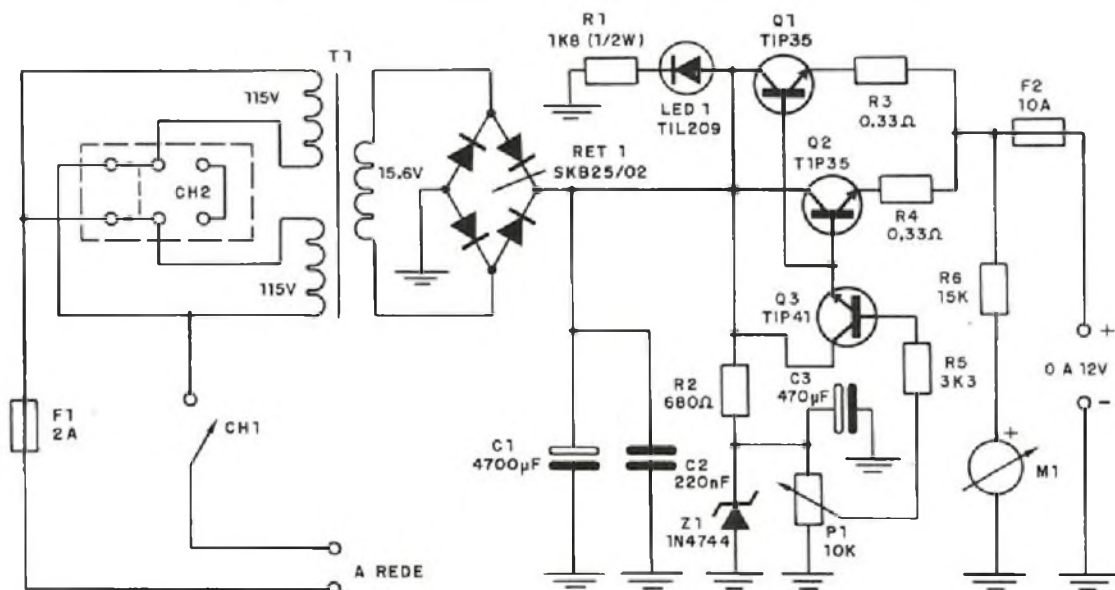 T1
115V
CH2
115V
F1
2A
CH1
A REDE
15.6V
RET 1
SKB25/02
R1
1K8 (1/2W)
LED 1
TIL209
Q1
TIP35
R3
0.33Ω
Q2
TIP35
R4
0,33Ω
F2
10A
Q3
TIP41
R6
15K
R5
3K3
+
0 A 12V
-
C1
4700µF
C2
220nF
R2
680Ω
C3
470µF
Z1
1N4744
P1
10K
+
M1